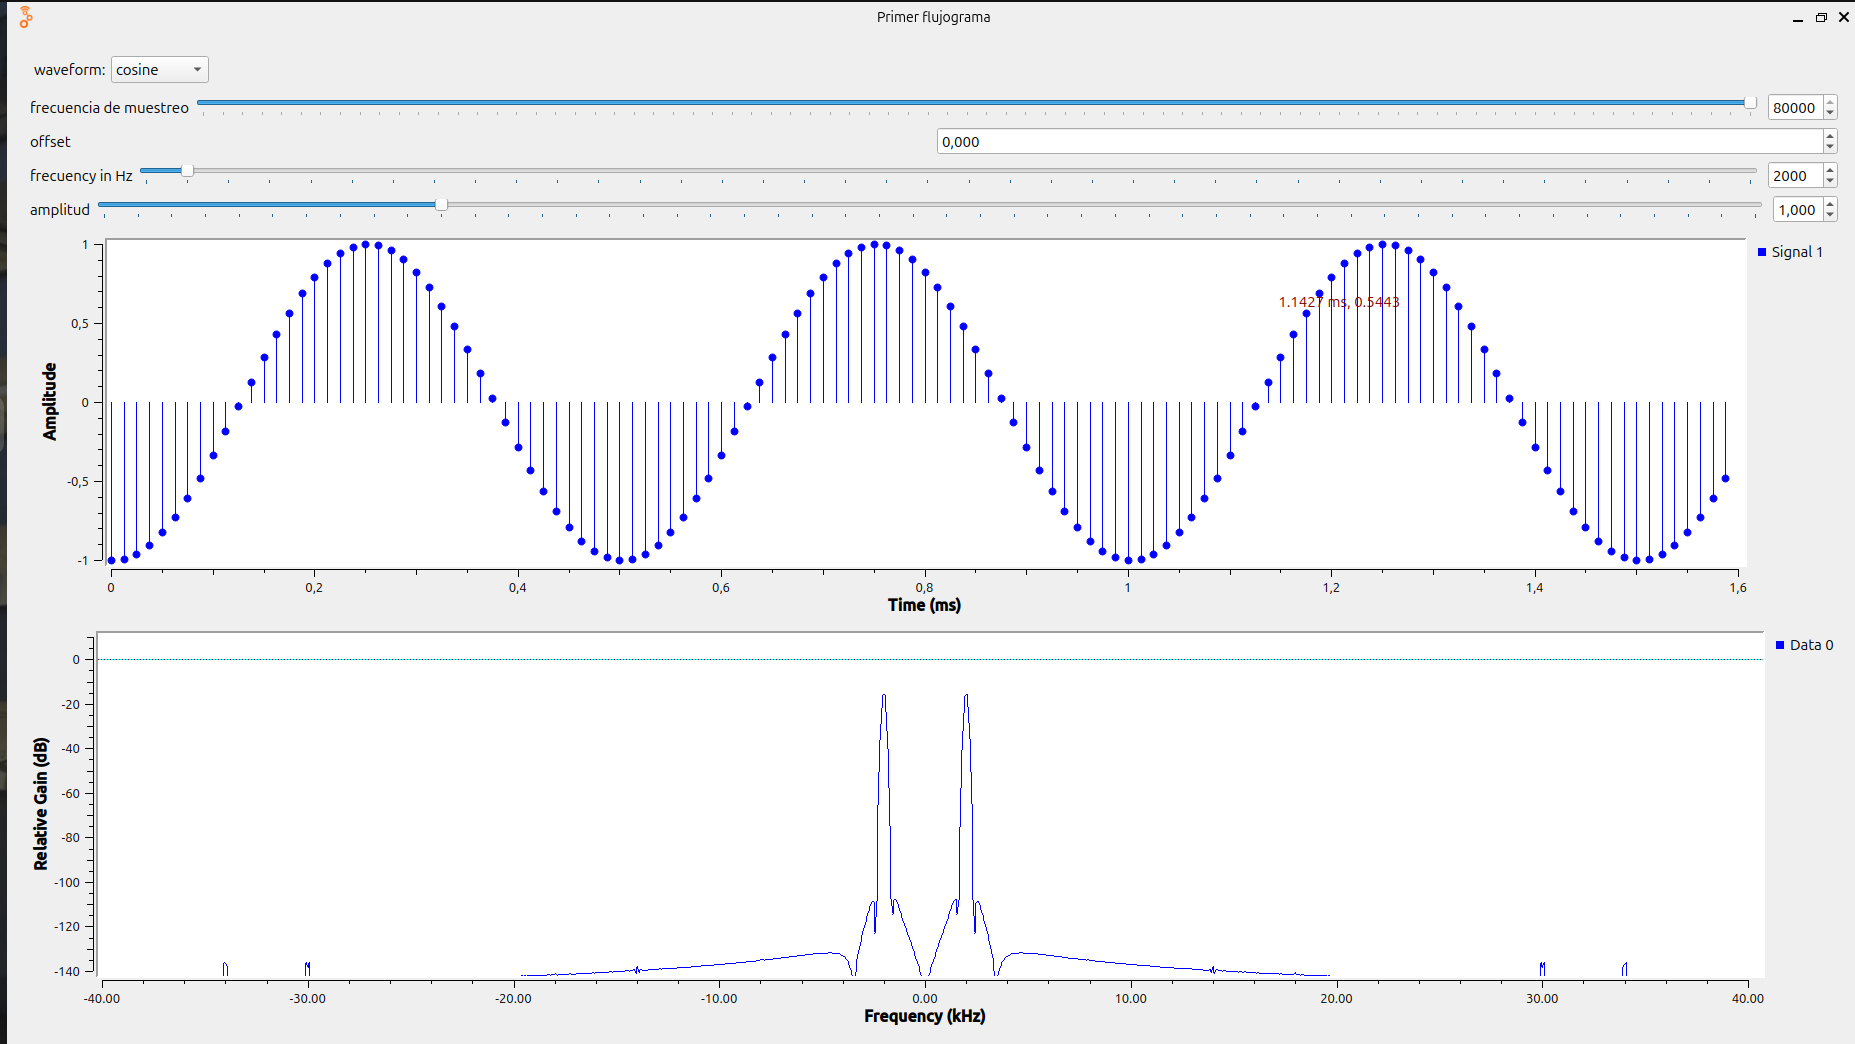 Primer flujograma
waveform: cosine
frecuencia de muestreo 80000
offset 0,000
frecuency in Hz 2000
amplitud 1,000
1
0,5
0
-0,5
-1
Amplitude
1.1427 ms, 0.5443
Signal 1
0 0,2 0,4 0,6 0,8 1 1,2 1,4 1,6
Time (ms)
0
-20
-40
-60
-80
-100
-120
-140
Relative Gain (dB)
Data 0
-40.00 -30.00 -20.00 -10.00 0.00 10.00 20.00 30.00 40.00
Frequency (kHz)